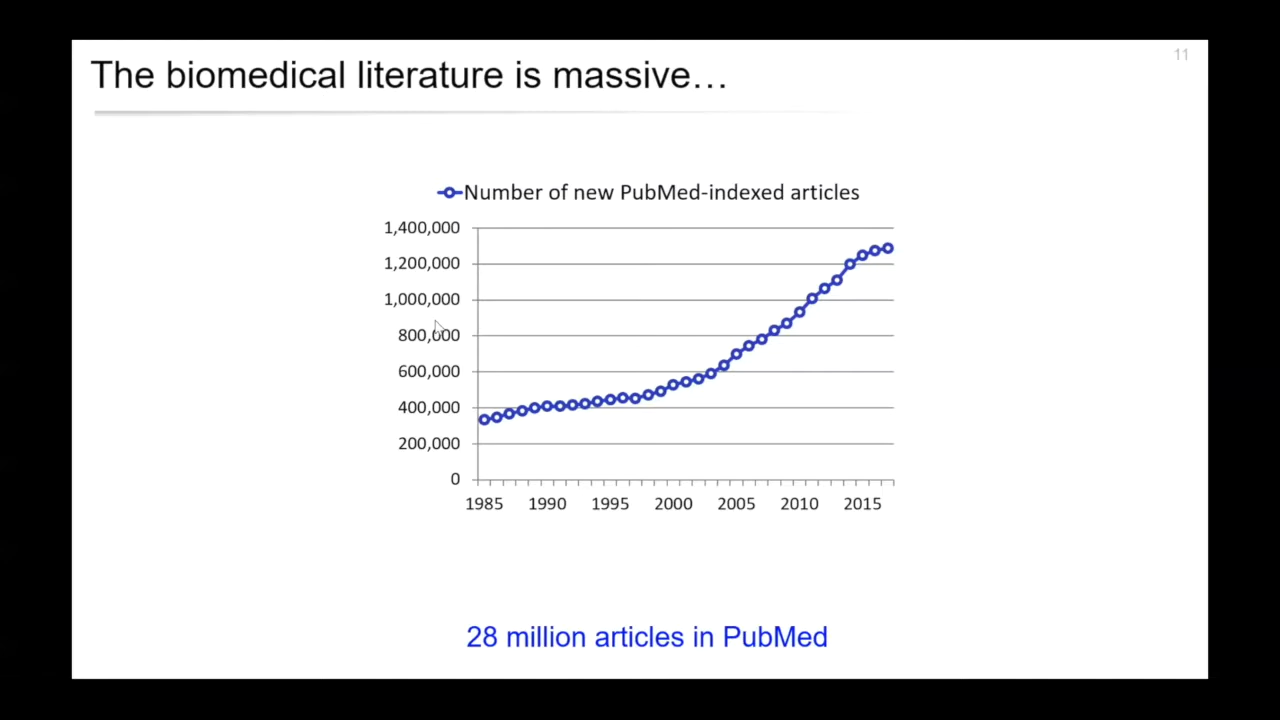 11
The biomedical literature is massive…
Number of new PubMed-indexed articles
1,400,000
1,200,000
1,000,000
800,000
600,000
400,000
200,000
0
1985 1990 1995 2000 2005 2010 2015
28 million articles in PubMed